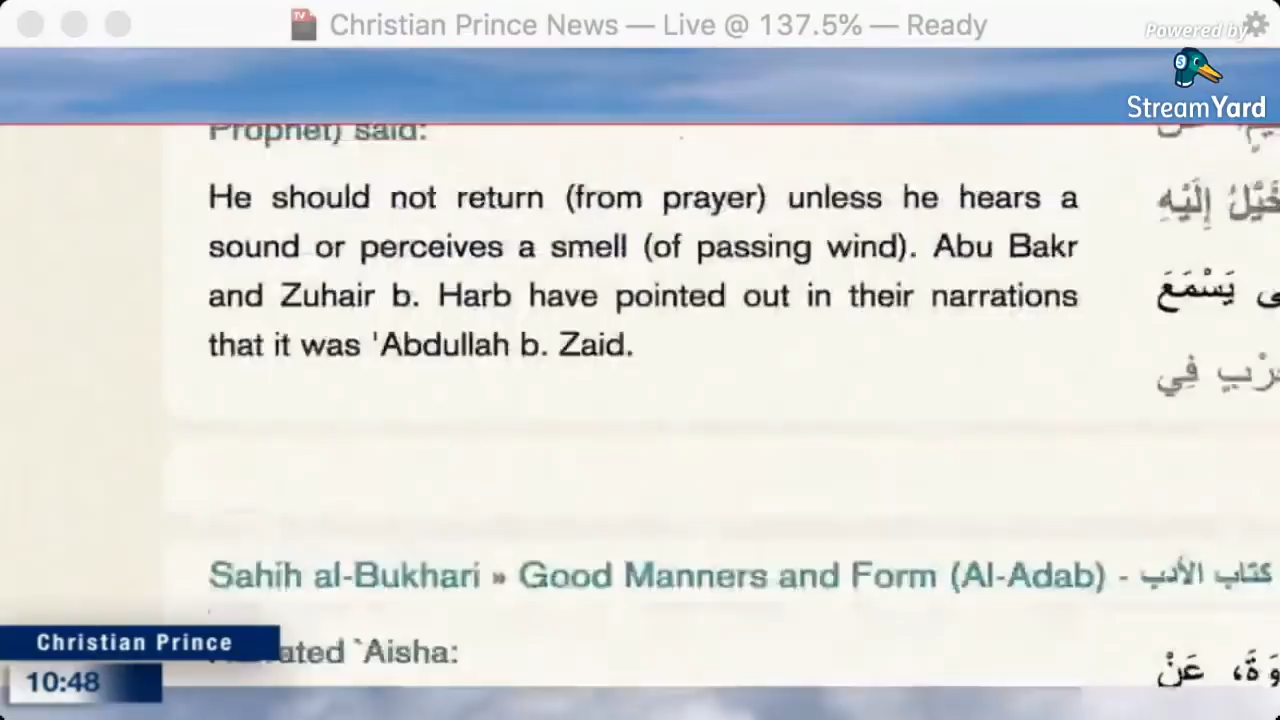 Christian Prince News — Live @ 137.5% — Ready
Powered by
StreamYard
Prophet) said:
He should not return (from prayer) unless he hears a
sound or perceives a smell (of passing wind). Abu Bakr
and Zuhair b. Harb have pointed out in their narrations
that it was 'Abdullah b. Zaid.
إِلَيْهِ
يَسْمَعَ
فِي
Sahih al-Bukhari » Good Manners and Form (Al-Adab) - كتاب الأدب
`Aisha:
عَنْ
Christian Prince
10:48